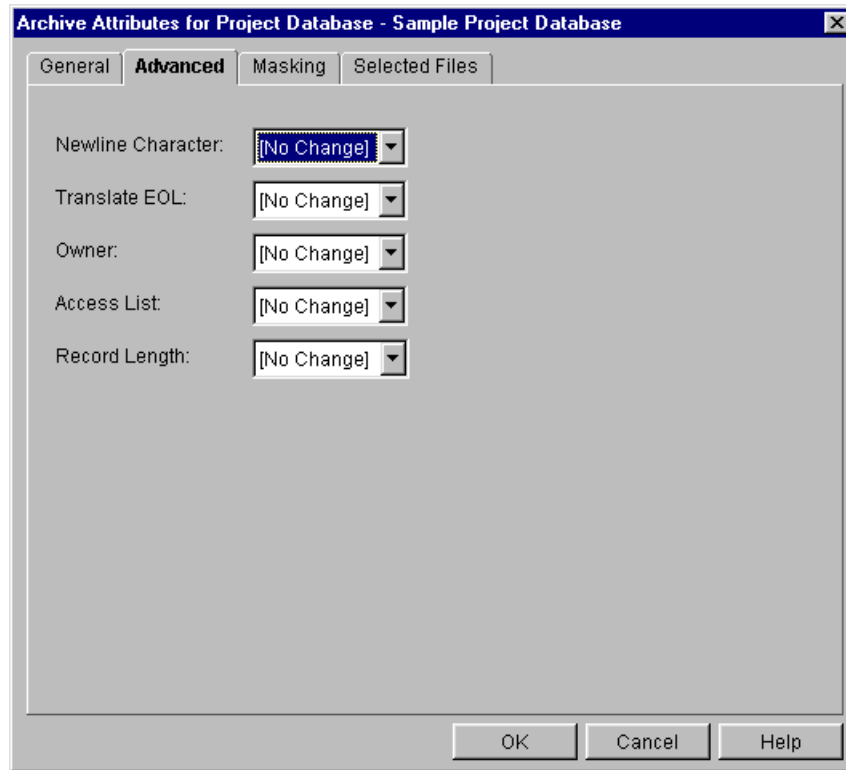 Archive Attributes for Project Database - Sample Project Database
General Advanced Masking Selected Files
Newline Character: [No Change]
Translate EOL: [No Change]
Owner: [No Change]
Access List: [No Change]
Record Length: [No Change]
OK Cancel Help